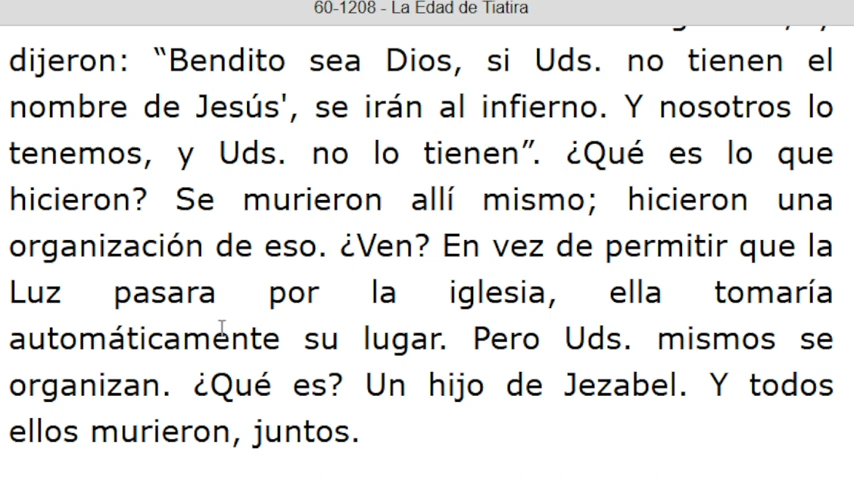 60-1208 - La Edad de Tiatira
dijeron: “Bendito sea Dios, si Uds. no tienen el
nombre de Jesús', se irán al infierno. Y nosotros lo
tenemos, y Uds. no lo tienen”. ¿Qué es lo que
hicieron? Se murieron allí mismo; hicieron una
organización de eso. ¿Ven? En vez de permitir que la
Luz pasara por la iglesia, ella tomaría
automáticamente su lugar. Pero Uds. mismos se
organizan. ¿Qué es? Un hijo de Jezabel. Y todos
ellos murieron, juntos.